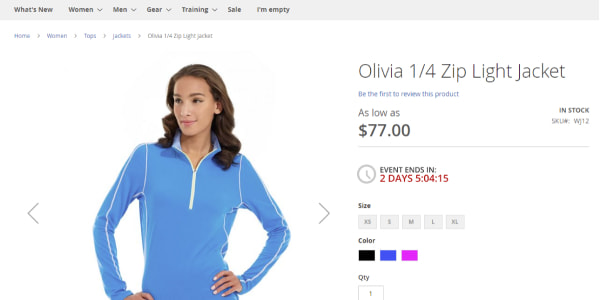 What's New Women Men Gear Training Sale I'm empty
Home > Women > Tops > Jackets > Olivia 1/4 Zip Light Jacket
Olivia 1/4 Zip Light Jacket
Be the first to review this product
As low as
$77.00
IN STOCK
SKU#: WJ12
EVENT ENDS IN:
2 DAYS 5:04:15
Size
XS S M L XL
Color
Qty
1